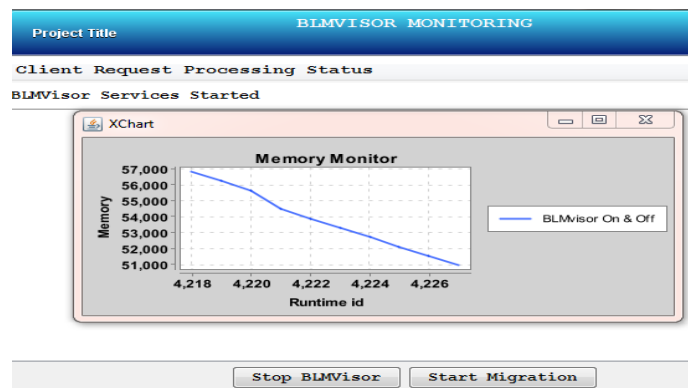 BLMVISOR MONITORING
Project Title
Client Request Processing Status
BLMVisor Services Started
XChart
Memory Monitor
57,000
56,000
55,000
54,000
53,000
52,000
51,000
Memory
4,218 4,220 4,222 4,224 4,226
Runtime id
BLMvisor On & Off
Stop BLMVisor Start Migration